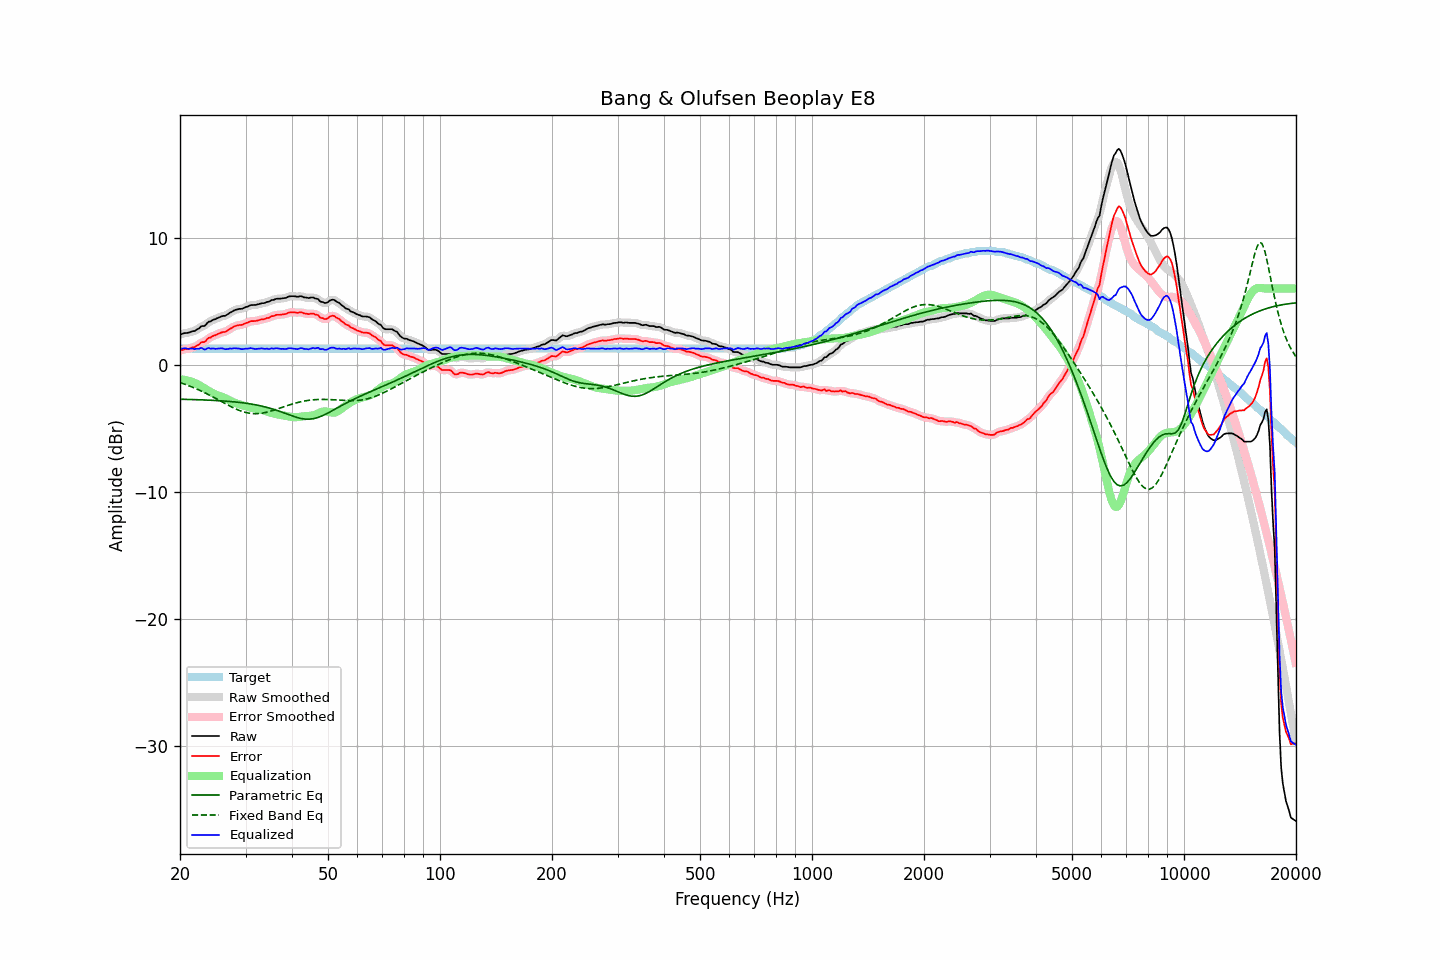 Bang & Olufsen Beoplay E8
Amplitude (dBr)
10
0
−10
−20
−30
Target
Raw Smoothed
Error Smoothed
Raw
Error
Equalization
Parametric Eq
Fixed Band Eq
Equalized
20 50 100 200 500 1000 2000 5000 10000 20000
Frequency (Hz)